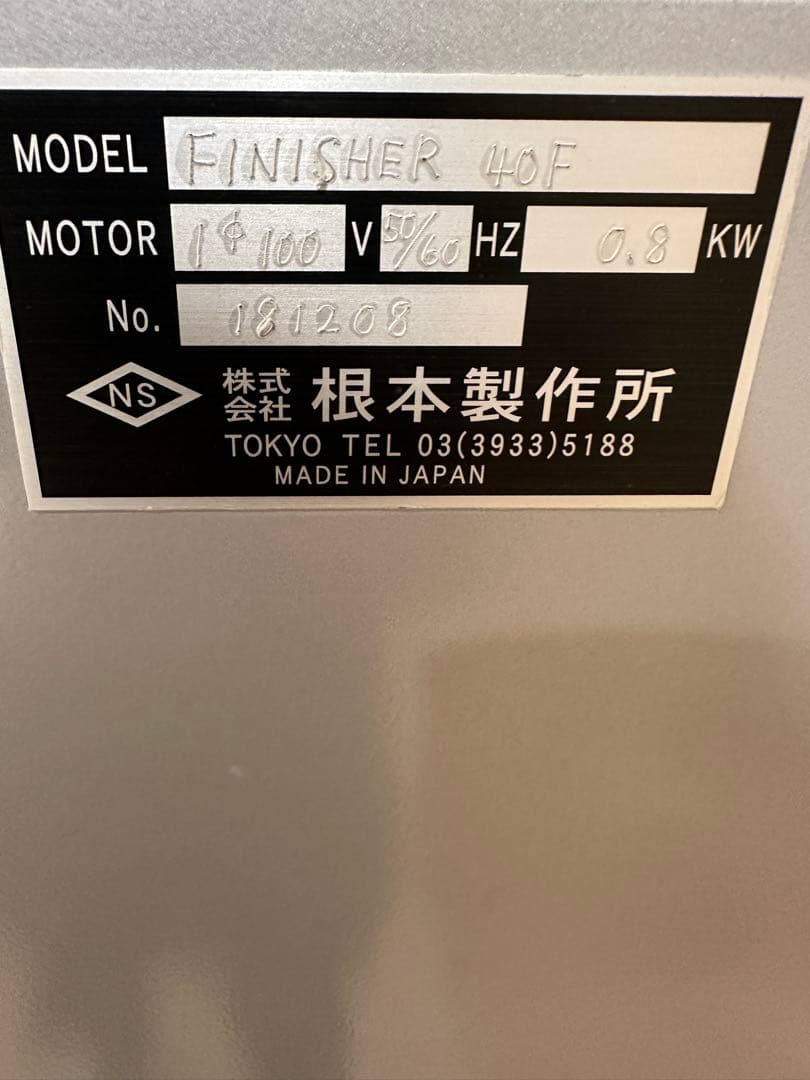 MODEL FINISHER 40F
MOTOR 1φ 100 V 50/60 HZ 0.8 KW
No. 181208
NS 株式会社 根本製作所
TOKYO TEL 03(3933)5188
MADE IN JAPAN